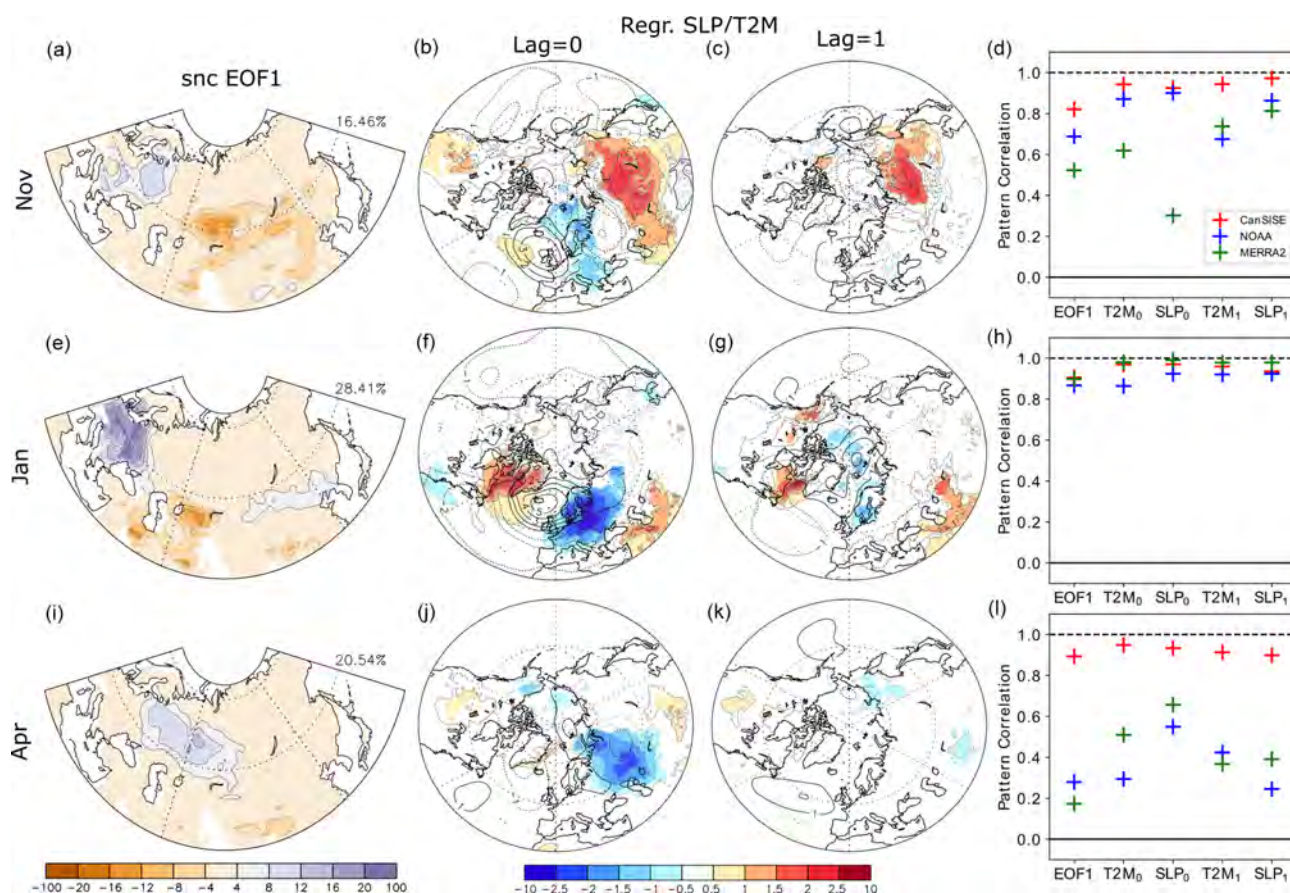 Regr. SLP/T2M
(a)
(b)
Lag=0
(c)
Lag=1
(d)
snc EOF1
16.46%
Nov
Pattern Correlation
1.0
0.8
0.6
0.4
0.2
0.0
CanSISE
NOAA
MERRA2
EOF1 T2M₀ SLP₀ T2M₁ SLP₁
(e)
(f)
(g)
(h)
28.41%
Jan
Pattern Correlation
1.0
0.8
0.6
0.4
0.2
0.0
EOF1 T2M₀ SLP₀ T2M₁ SLP₁
(i)
(j)
(k)
(l)
20.54%
Apr
Pattern Correlation
1.0
0.8
0.6
0.4
0.2
0.0
EOF1 T2M₀ SLP₀ T2M₁ SLP₁
−100 −20 −16 −12 −8 −4 4 8 12 16 20 100
−10 −2.5 −2 −1.5 −1 −0.5 0.5 1 1.5 2 2.5 10